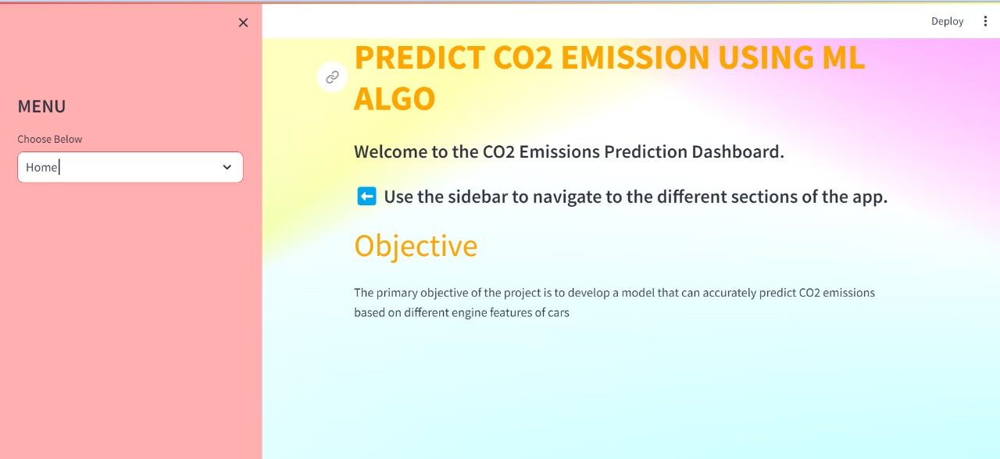 Deploy
MENU
Choose Below
Home
PREDICT CO2 EMISSION USING ML
ALGO
Welcome to the CO2 Emissions Prediction Dashboard.
Use the sidebar to navigate to the different sections of the app.
Objective
The primary objective of the project is to develop a model that can accurately predict CO2 emissions
based on different engine features of cars